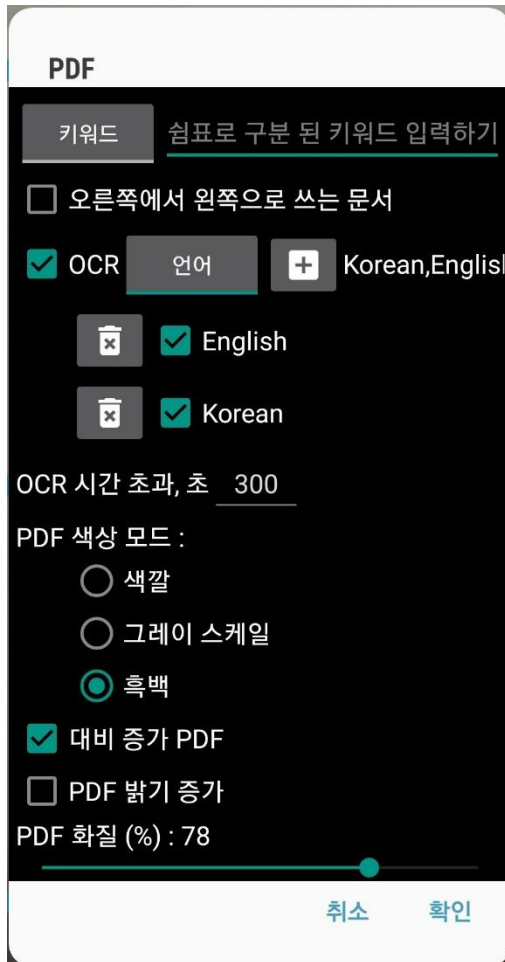 PDF
키워드 쉼표로 구분 된 키워드 입력하기
오른쪽에서 왼쪽으로 쓰는 문서
OCR 언어 Korean,Englisl
English
Korean
OCR 시간 초과, 초 300
PDF 색상 모드 :
색깔
그레이 스케일
흑백
대비 증가 PDF
PDF 밝기 증가
PDF 화질 (%) : 78
취소 확인